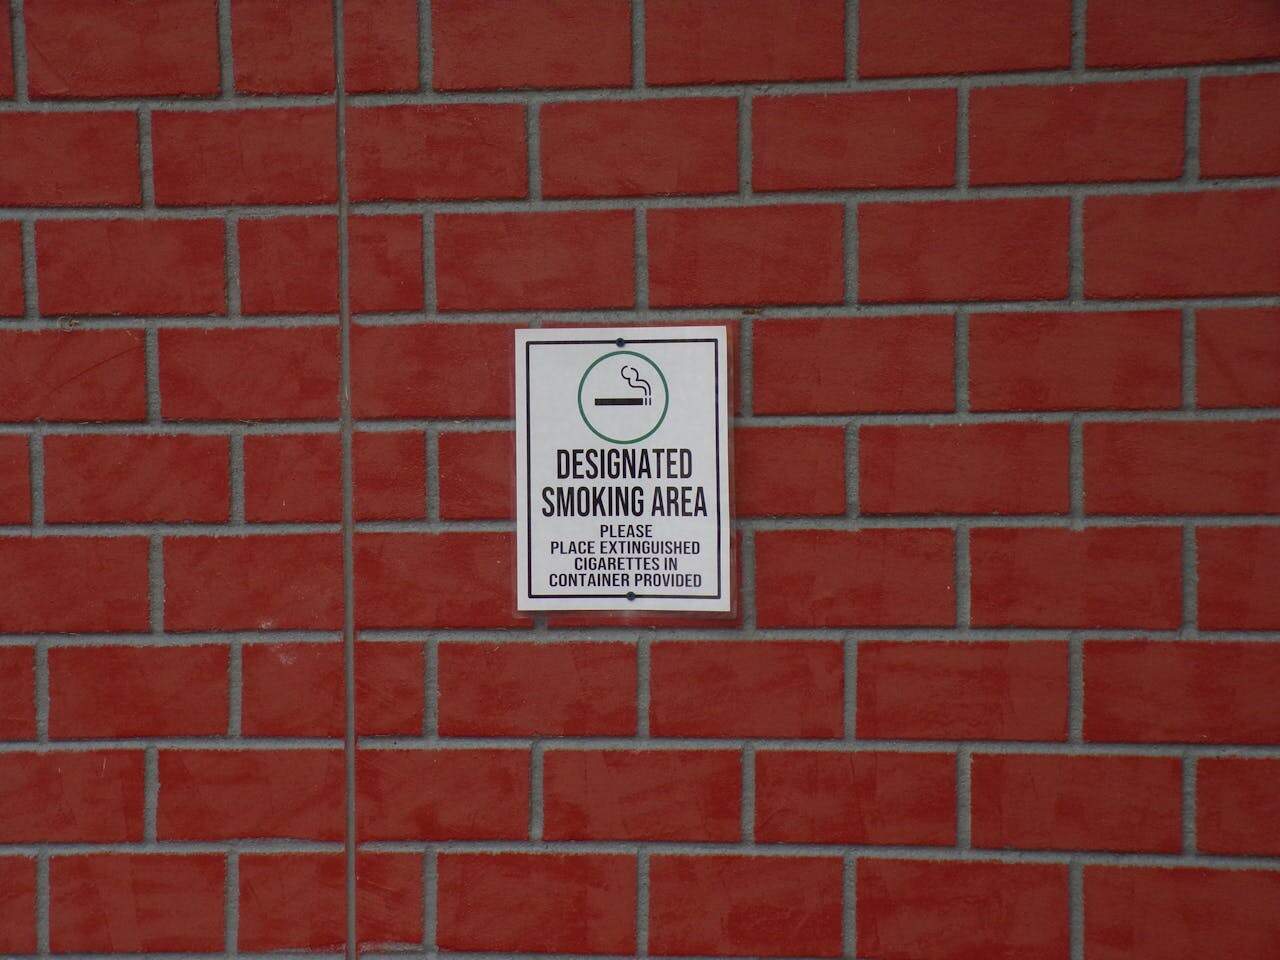 DESIGNATED
SMOKING AREA
PLEASE
PLACE EXTINGUISHED
CIGARETTES IN
CONTAINER PROVIDED